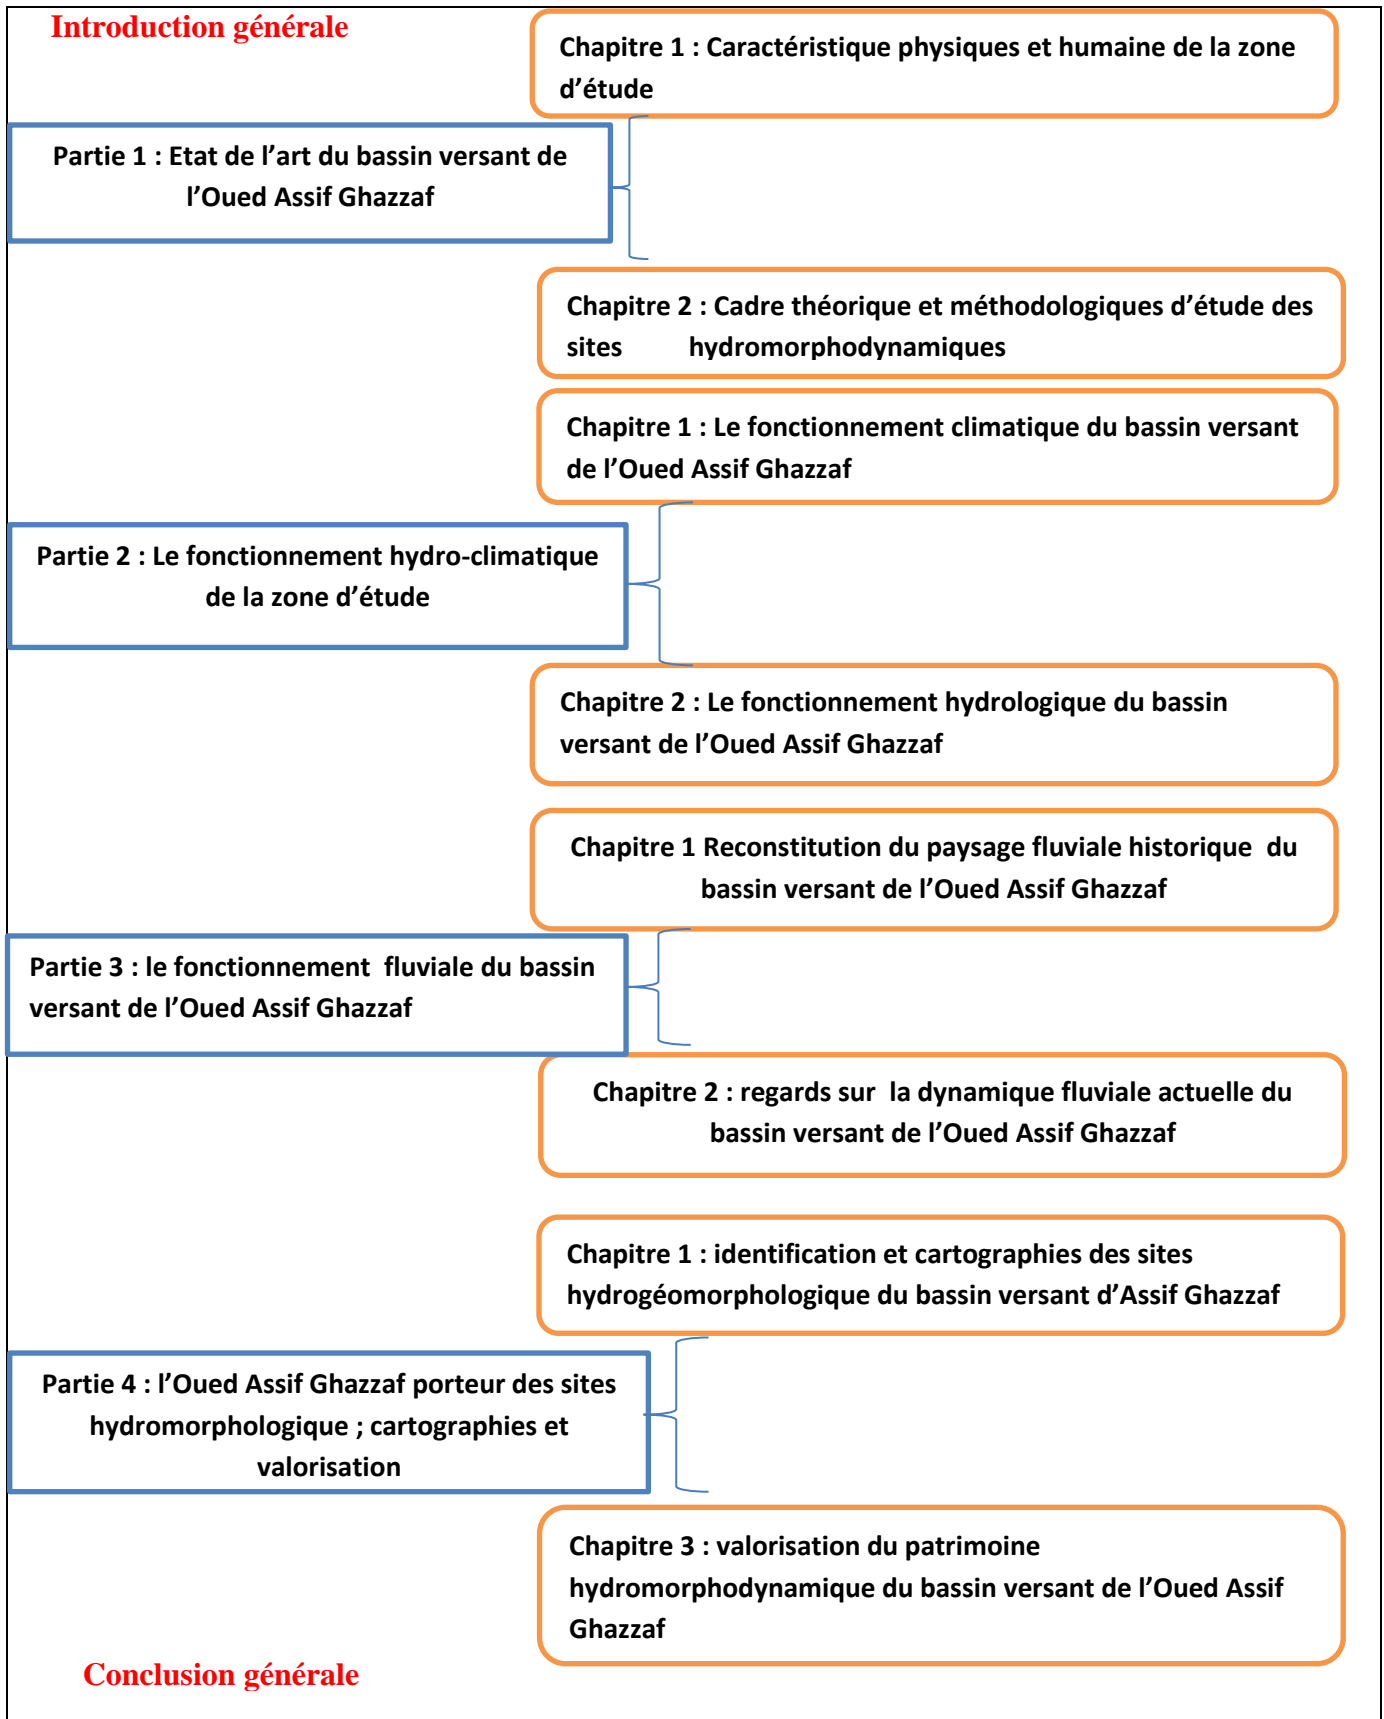 Introduction générale
Chapitre 1 : Caractéristique physiques et humaine de la zone
d’étude
Partie 1 : Etat de l’art du bassin versant de
l’Oued Assif Ghazzaf
Chapitre 2 : Cadre théorique et méthodologiques d’étude des
sites hydromorphodynamiques
Chapitre 1 : Le fonctionnement climatique du bassin versant
de l’Oued Assif Ghazzaf
Partie 2 : Le fonctionnement hydro-climatique
de la zone d’étude
Chapitre 2 : Le fonctionnement hydrologique du bassin
versant de l’Oued Assif Ghazzaf
Chapitre 1 Reconstitution du paysage fluviale historique du
bassin versant de l’Oued Assif Ghazzaf
Partie 3 : le fonctionnement fluviale du bassin
versant de l’Oued Assif Ghazzaf
Chapitre 2 : regards sur la dynamique fluviale actuelle du
bassin versant de l’Oued Assif Ghazzaf
Chapitre 1 : identification et cartographies des sites
hydrogéomorphologique du bassin versant d’Assif Ghazzaf
Partie 4 : l’Oued Assif Ghazzaf porteur des sites
hydromorphologique ; cartographies et
valorisation
Chapitre 3 : valorisation du patrimoine
hydromorphodynamique du bassin versant de l’Oued Assif
Ghazzaf
Conclusion générale